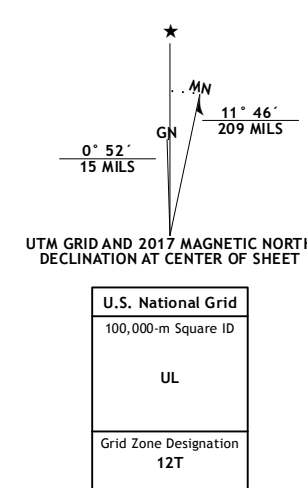 ★
MN
GN
11° 46´
209 MILS
0° 52´
15 MILS
UTM GRID AND 2017 MAGNETIC NORTH
DECLINATION AT CENTER OF SHEET
U.S. National Grid
100,000-m Square ID
UL
Grid Zone Designation
12T